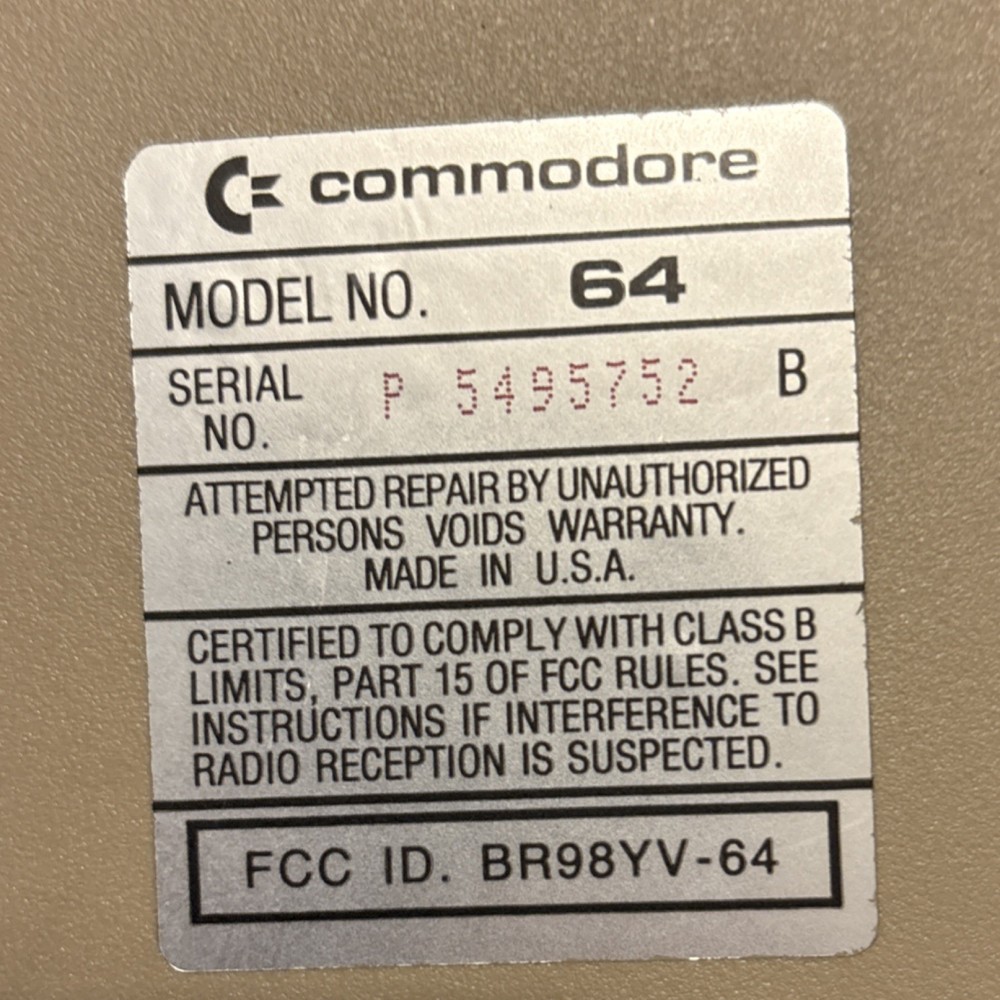 commodore
MODEL NO. 64
SERIAL NO. P 5495752 B
ATTEMPTED REPAIR BY UNAUTHORIZED
PERSONS VOIDS WARRANTY.
MADE IN U.S.A.
CERTIFIED TO COMPLY WITH CLASS B
LIMITS, PART 15 OF FCC RULES. SEE
INSTRUCTIONS IF INTERFERENCE TO
RADIO RECEPTION IS SUSPECTED.
FCC ID. BR98YV-64